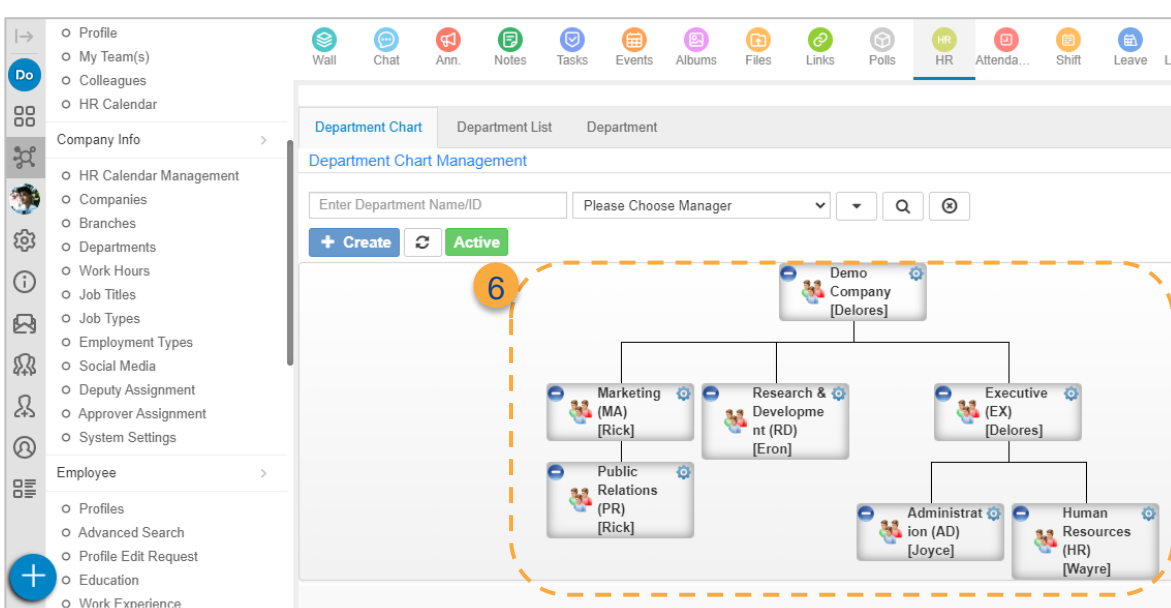 Do
Profile
My Team(s)
Colleagues
HR Calendar
Company Info
HR Calendar Management
Companies
Branches
Departments
Work Hours
Job Titles
Job Types
Employment Types
Social Media
Deputy Assignment
Approver Assignment
System Settings
Employee
Profiles
Advanced Search
Profile Edit Request
Education
Work Experience
HR
Wall Chat Ann. Notes Tasks Events Albums Files Links Polls HR Attenda... Shift Leave L
Department Chart Department List Department
Department Chart Management
Enter Department Name/ID Please Choose Manager
+ Create Active
6
Demo
Company
[Delores]
Marketing
(MA)
[Rick]
Research &
Developme
nt (RD)
[Eron]
Executive
(EX)
[Delores]
Public
Relations
(PR)
[Rick]
Administrat
ion (AD)
[Joyce]
Human
Resources
(HR)
[Wayre]